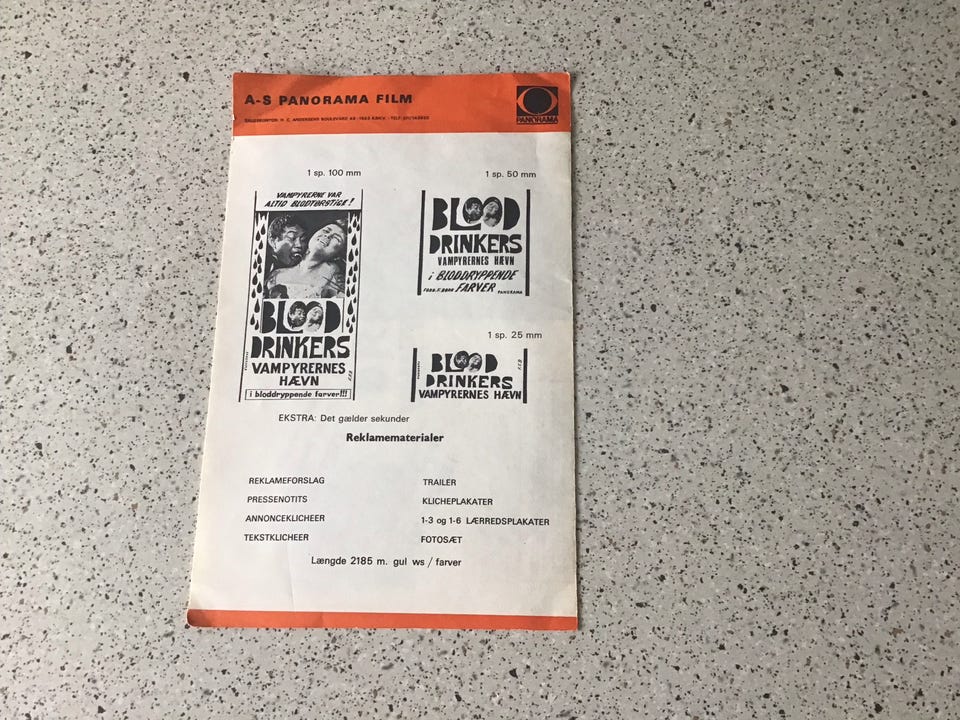 A-S PANORAMA FILM
PANORAMA
1 sp. 100 mm
VAMPYRERNE VAR
ALTID BLODTØRSTIGE!
BLOOD
DRINKERS
VAMPYRERNES
HÆVN
i bloddryppende farver!!!
1 sp. 50 mm
BLOOD
DRINKERS
VAMPYRERNES HÆVN
i BLODDRYPPENDE
FARVER
PANORAMA
1 sp. 25 mm
BLOOD
DRINKERS
VAMPYRERNES HÆVN
EKSTRA: Det gælder sekunder
Reklamematerialer
REKLAMEFORSLAG
PRESSENOTITS
ANNONCEKLICHEER
TEKSTKLICHEER
TRAILER
KLICHEPLAKATER
1-3 og 1-6 LÆRREDSPLAKATER
FOTOSÆT
Længde 2185 m. gul ws / farver